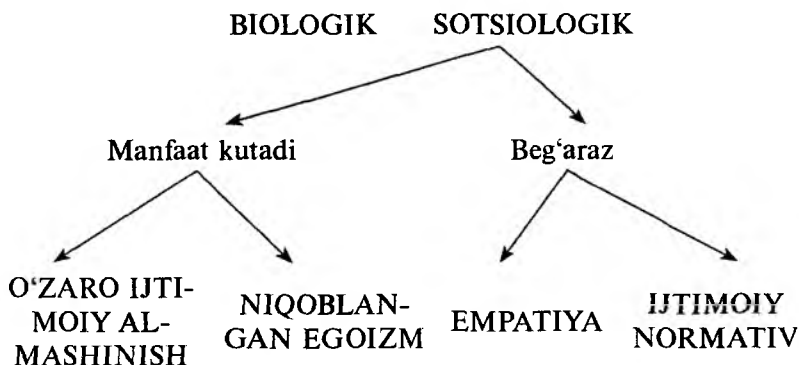 BIOLOGIK SOTSIOLOGIK
Manfaat kutadi Beg‘araz
O‘ZARO IJTI-
MOIY AL-
MASHINISH
NIQOBLAN-
GAN EGOIZM
EMPATIYA
IJTIMOIY
NORMATIV